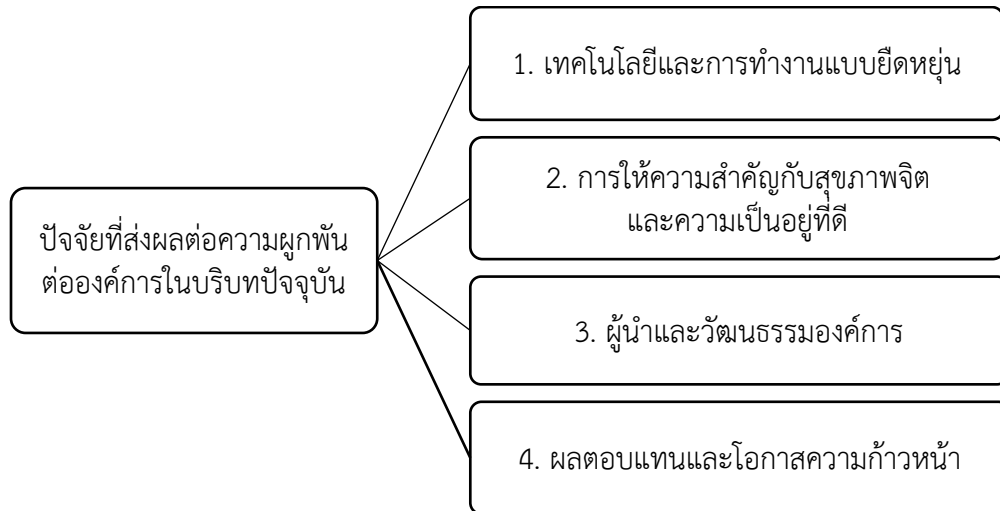 ปัจจัยที่ส่งผลต่อความผูกพัน
ต่อองค์การในบริบทปัจจุบัน
1. เทคโนโลยีและการทำงานแบบยืดหยุ่น
2. การให้ความสำคัญกับสุขภาพจิต
และความเป็นอยู่ที่ดี
3. ผู้นำและวัฒนธรรมองค์การ
4. ผลตอบแทนและโอกาสความก้าวหน้า